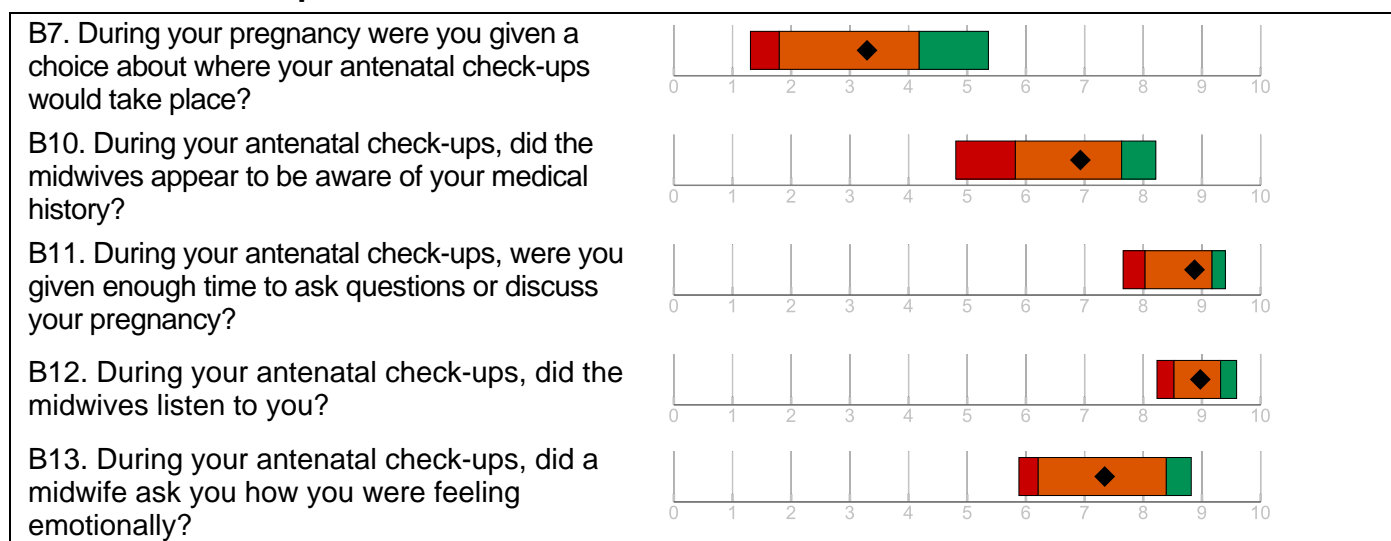 B7. During your pregnancy were you given a
choice about where your antenatal check-ups
would take place?
0 1 2 3 4 5 6 7 8 9 10
B10. During your antenatal check-ups, did the
midwives appear to be aware of your medical
history?
0 1 2 3 4 5 6 7 8 9 10
B11. During your antenatal check-ups, were you
given enough time to ask questions or discuss
your pregnancy?
0 1 2 3 4 5 6 7 8 9 10
B12. During your antenatal check-ups, did the
midwives listen to you?
0 1 2 3 4 5 6 7 8 9 10
B13. During your antenatal check-ups, did a
midwife ask you how you were feeling
emotionally?
0 1 2 3 4 5 6 7 8 9 10